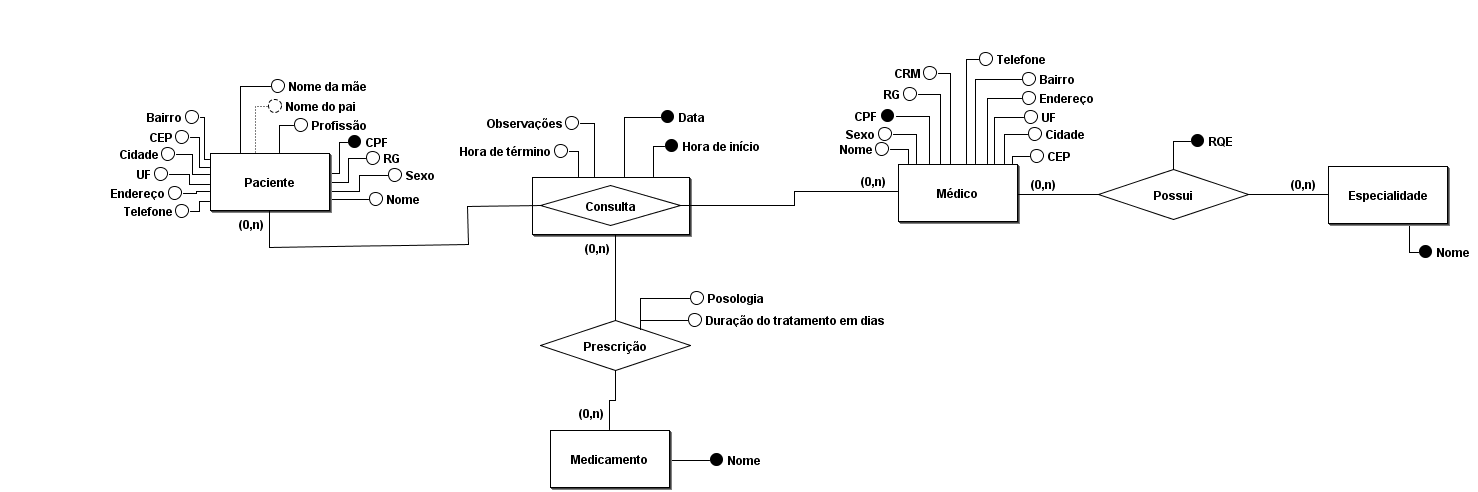 Nome da mãe
Nome do pai
Profissão
Bairro
CEP
Cidade
UF
Endereço
Telefone
CPF
RG
Sexo
Nome
Paciente
(0,n)
Observações
Hora de término
Data
Hora de início
Consulta
(0,n)
(0,n)
Telefone
CRM
Bairro
RG
Endereço
CPF
UF
Sexo
Cidade
Nome
CEP
Médico
(0,n)
RQE
Possui
(0,n)
Especialidade
Nome
Posologia
Duração do tratamento em dias
Prescrição
(0,n)
Medicamento
Nome